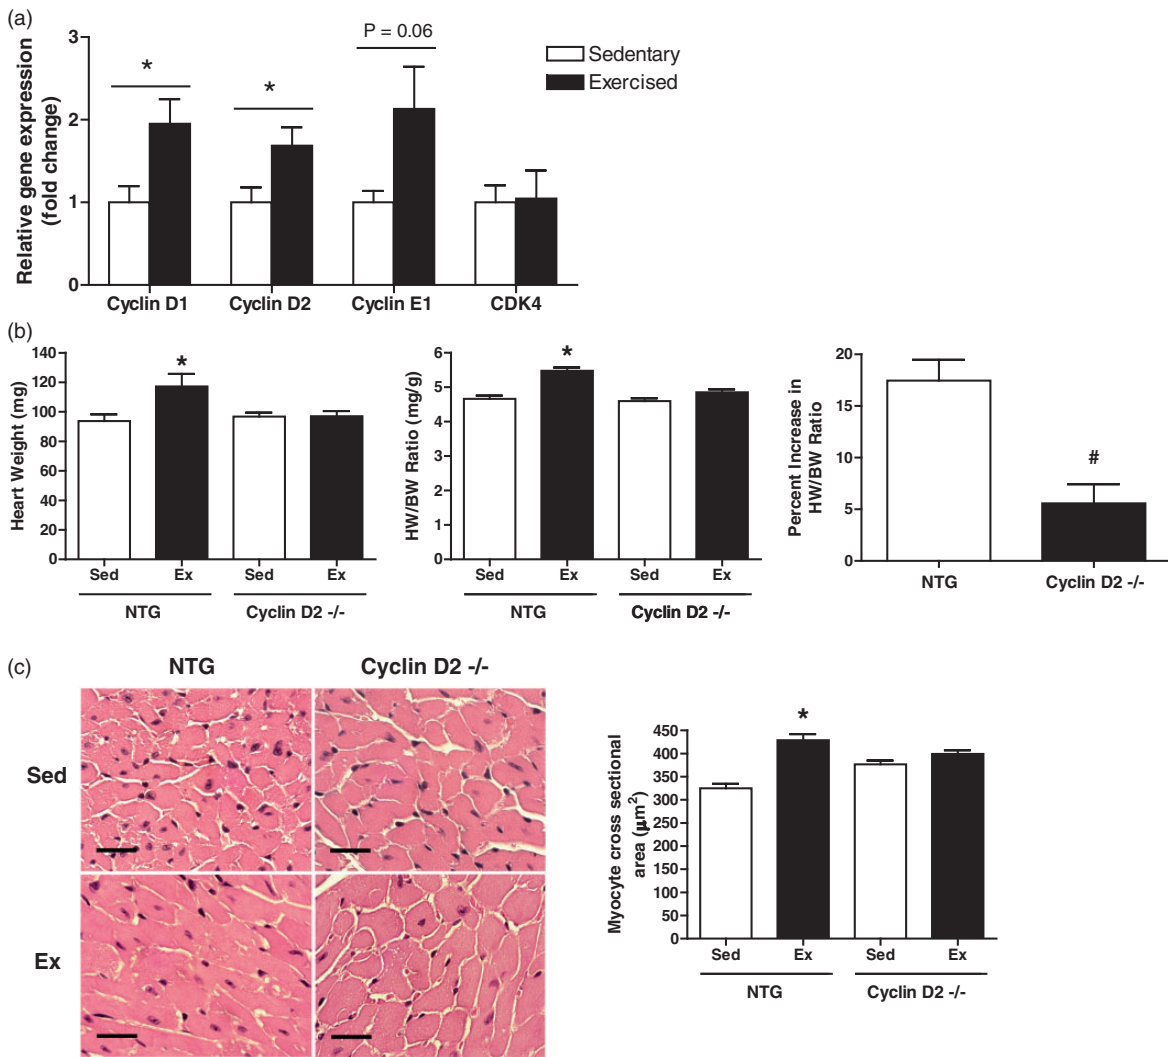 (a)
Relative gene expression
(fold change)
3
2
1
0
*
*
P = 0.06
Sedentary
Exercised
Cyclin D1
Cyclin D2
Cyclin E1
CDK4
(b)
Heart Weight (mg)
140
120
100
80
60
40
20
0
*
Sed
Ex
Sed
Ex
NTG
Cyclin D2 -/-
HW/BW Ratio (mg/g)
6
5
4
3
2
1
0
*
Sed
Ex
Sed
Ex
NTG
Cyclin D2 -/-
Percent Increase in
HW/BW Ratio
20
15
10
5
0
#
NTG
Cyclin D2 -/-
(c)
NTG
Cyclin D2 -/-
Sed
Ex
Myocyte cross sectional
area (μm²)
450
400
350
300
250
200
150
100
50
0
*
Sed
Ex
Sed
Ex
NTG
Cyclin D2 -/-